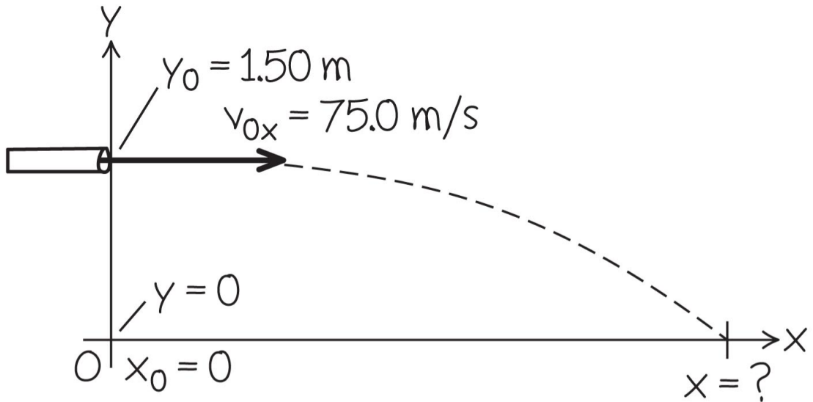 Y
y₀ = 1.50 m
v₀ₓ = 75.0 m/s
y = 0
O
x₀ = 0
X
x = ?